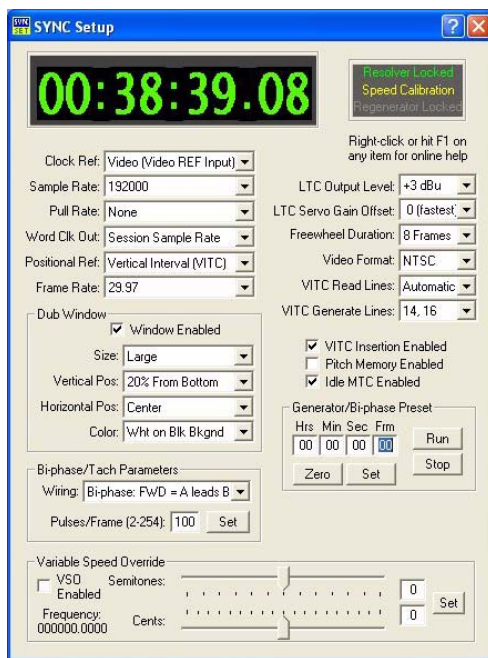 SYNC SET SYNC Setup
00:38:39.08
Resolver Locked
Speed Calibration
Regenerator Locked
Right-click or hit F1 on
any item for online help
Clock Ref: Video (Video REF Input)
Sample Rate: 192000
Pull Rate: None
Word Clk Out: Session Sample Rate
Positional Ref: Vertical Interval (VITC)
Frame Rate: 29.97
LTC Output Level: +3 dBu
LTC Servo Gain Offset: 0 (fastest)
Freewheel Duration: 8 Frames
Video Format: NTSC
VITC Read Lines: Automatic
VITC Generate Lines: 14, 16
Dub Window
Window Enabled
Size: Large
Vertical Pos: 20% From Bottom
Horizontal Pos: Center
Color: Wht on Blk Bkgnd
VITC Insertion Enabled
Pitch Memory Enabled
Idle MTC Enabled
Generator/Bi-phase Preset
Hrs Min Sec Frm
00 00 00 00
Run
Stop
Zero
Set
Bi-phase/Tach Parameters
Wiring: Bi-phase: FWD = A leads B
Pulses/Frame (2-254): 100 Set
Variable Speed Override
VSO Enabled
Semitones: 0
Frequency:
000000.0000
Cents: 0
Set